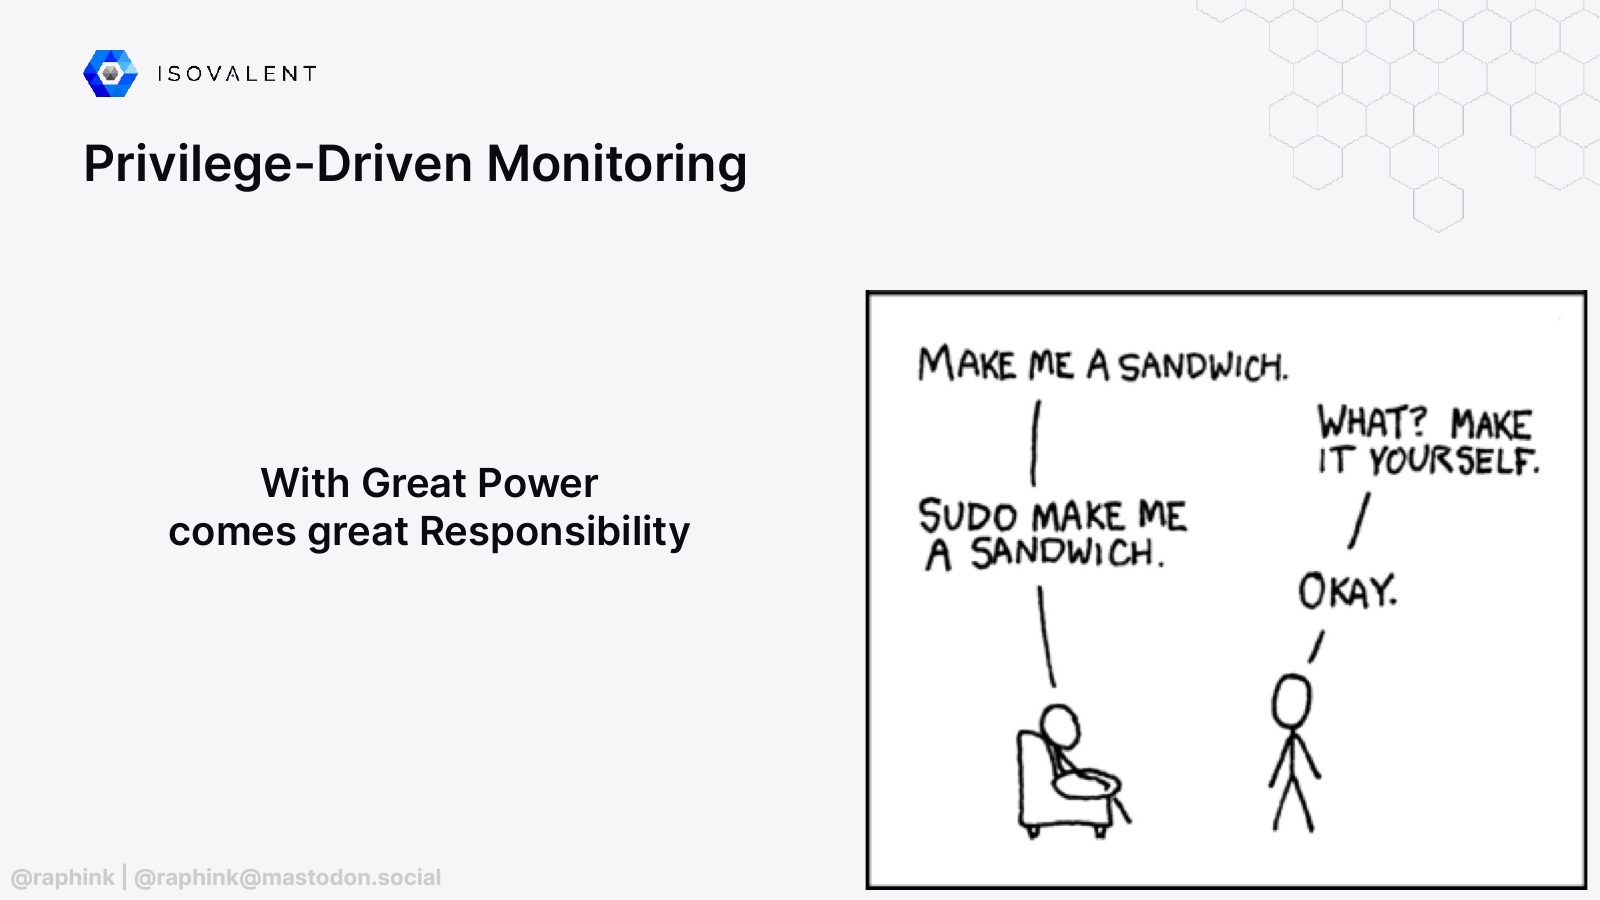 ISOVALENT
Privilege-Driven Monitoring
With Great Power
comes great Responsibility
MAKE ME A SANDWICH.
WHAT? MAKE
IT YOURSELF.
SUDO MAKE ME
A SANDWICH.
OKAY.
@raphink | @raphink@mastodon.social